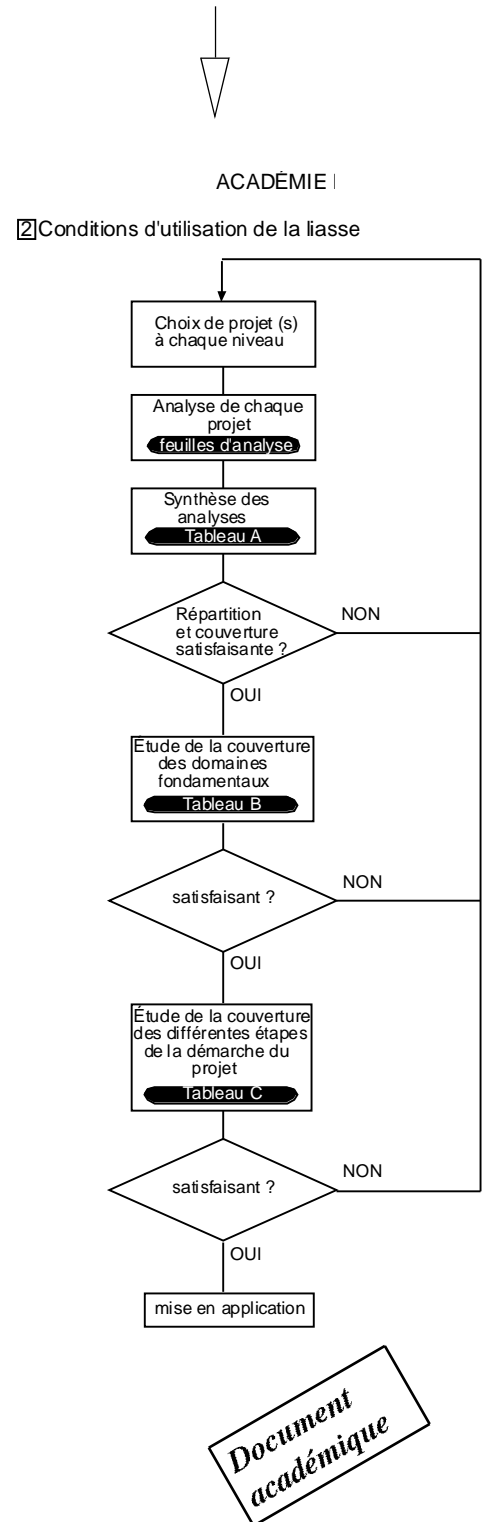 ACADÉMIE
2 Conditions d'utilisation de la liasse
Choix de projet (s)
à chaque niveau
Analyse de chaque
projet
feuilles d'analyse
Synthèse des
analyses
Tableau A
Répartition
et couverture
satisfaisante ?
NON
OUI
Étude de la couverture
des domaines
fondamentaux
Tableau B
satisfaisant ?
NON
OUI
Étude de la couverture
des différentes étapes
de la démarche du
projet
Tableau C
satisfaisant ?
NON
OUI
mise en application
Document
académique